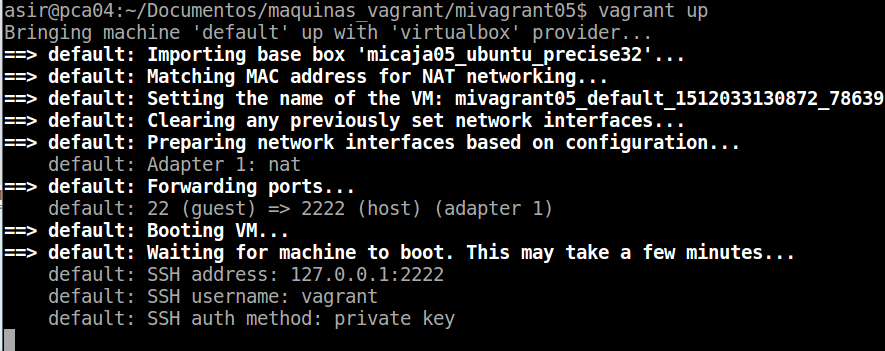 asir@pca04:~/Documentos/maquinas_vagrant/mivagrant05$ vagrant up
Bringing machine 'default' up with 'virtualbox' provider...
==> default: Importing base box 'micaja05_ubuntu_precise32'...
==> default: Matching MAC address for NAT networking...
==> default: Setting the name of the VM: mivagrant05_default_1512033130872_78639
==> default: Clearing any previously set network interfaces...
==> default: Preparing network interfaces based on configuration...
    default: Adapter 1: nat
==> default: Forwarding ports...
    default: 22 (guest) => 2222 (host) (adapter 1)
==> default: Booting VM...
==> default: Waiting for machine to boot. This may take a few minutes...
    default: SSH address: 127.0.0.1:2222
    default: SSH username: vagrant
    default: SSH auth method: private key